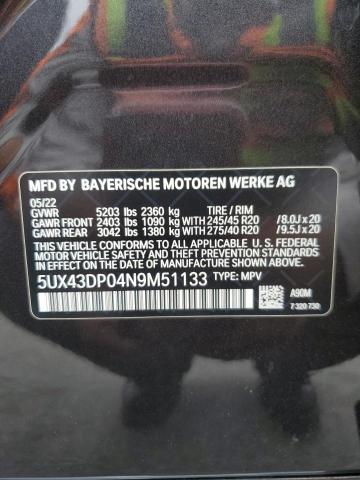 MFD BY BAYERISCHE MOTOREN WERKE AG
05/22
GVWR 5203 lbs 2360 kg TIRE / RIM
GAWR FRONT 2403 lbs 1090 kg WITH 245/45 R20 /8.0J x 20
GAWR REAR 3042 lbs 1380 kg WITH 275/40 R20 /9.5J x 20
THIS VEHICLE CONFORMS TO ALL APPLICABLE U. S. FEDERAL
MOTOR VEHICLE SAFETY STANDARDS IN EFFECT
ON THE DATE OF MANUFACTURE SHOWN ABOVE.
5UX43DP04N9M51133 TYPE: MPV
A90M
7 320 730